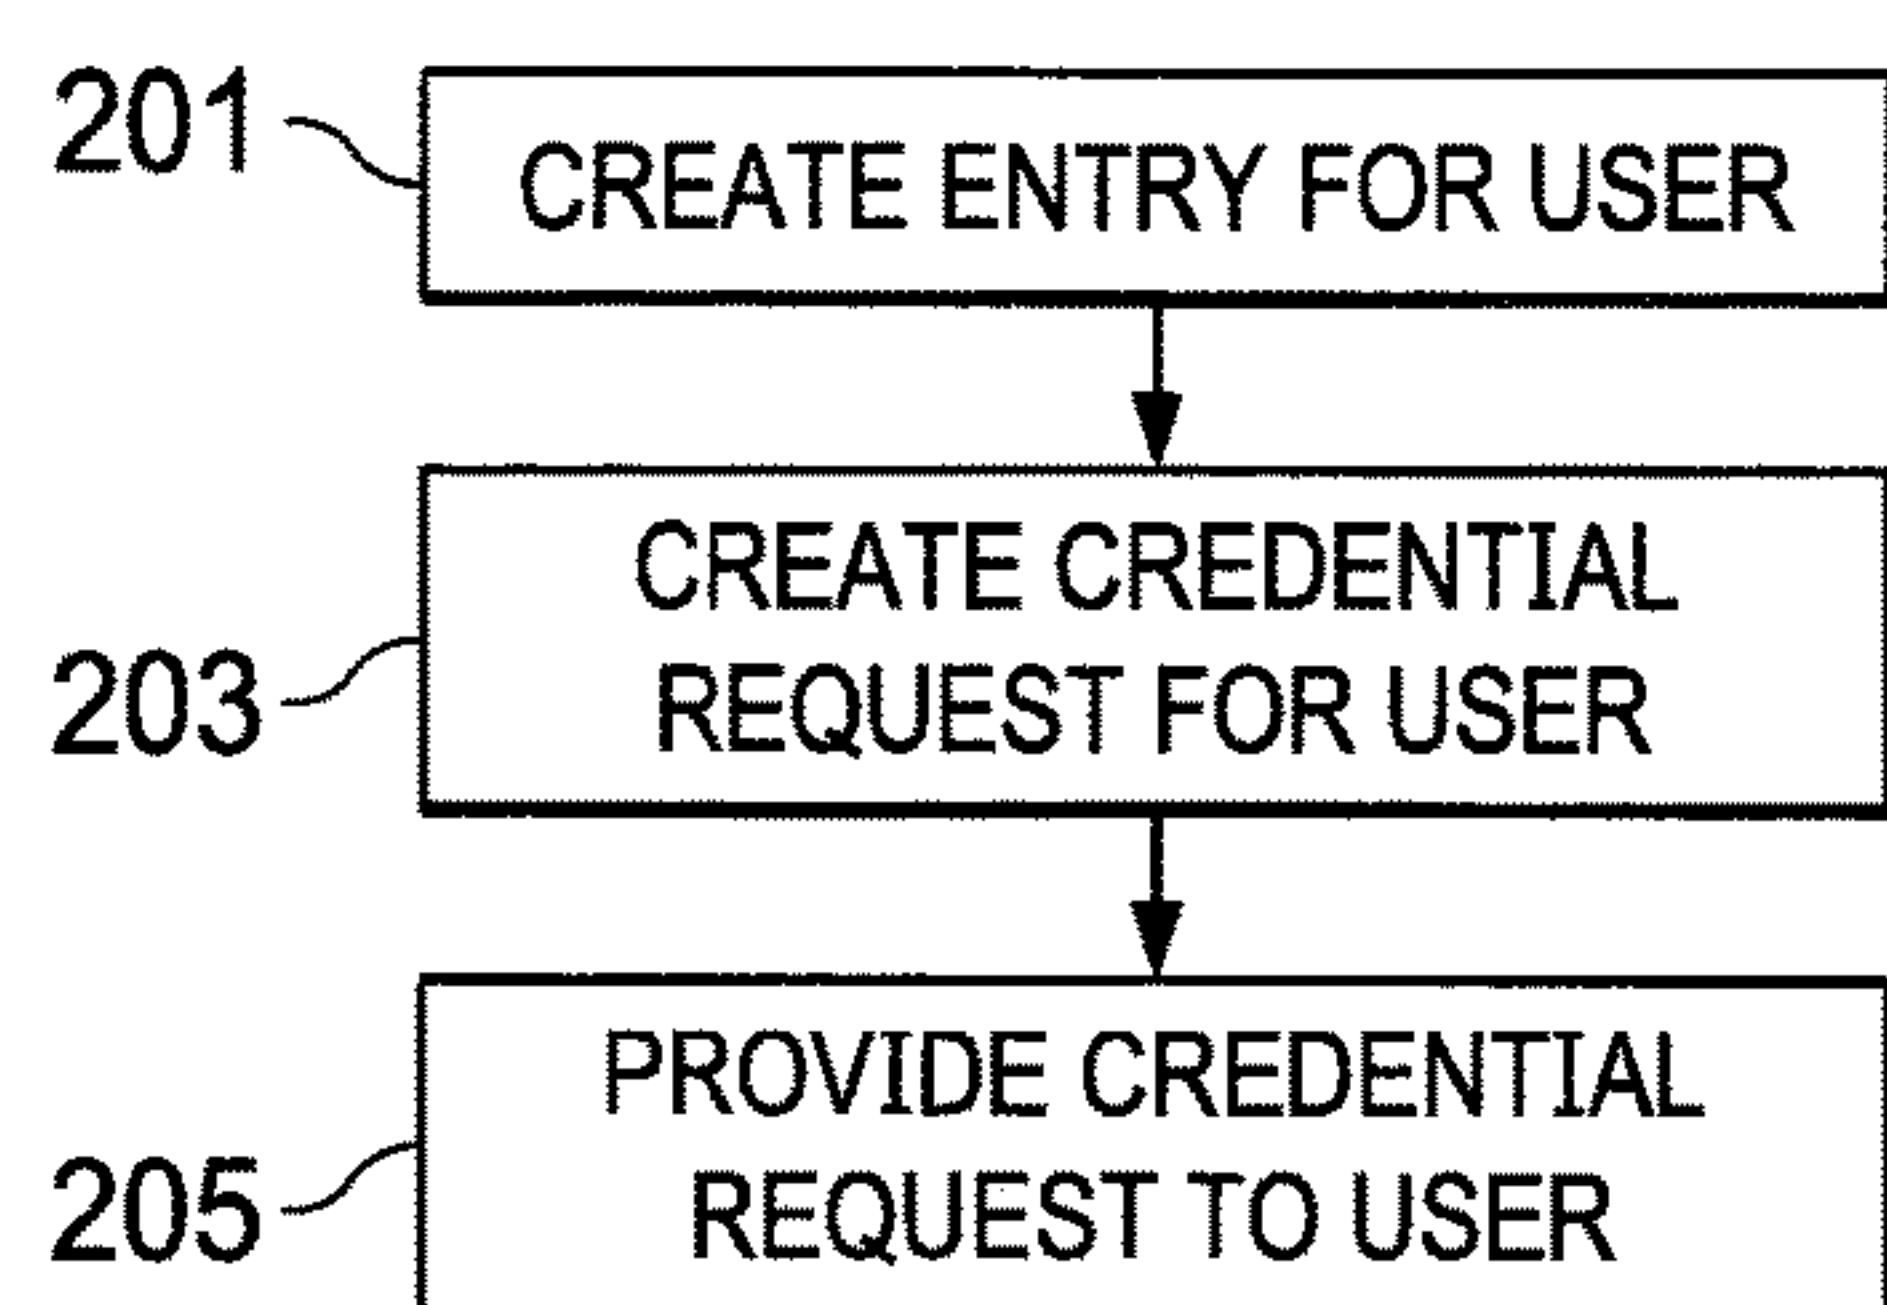 201
CREATE ENTRY FOR USER
CREATE CREDENTIAL
REQUEST FOR USER
203
PROVIDE CREDENTIAL
REQUEST TO USER
205